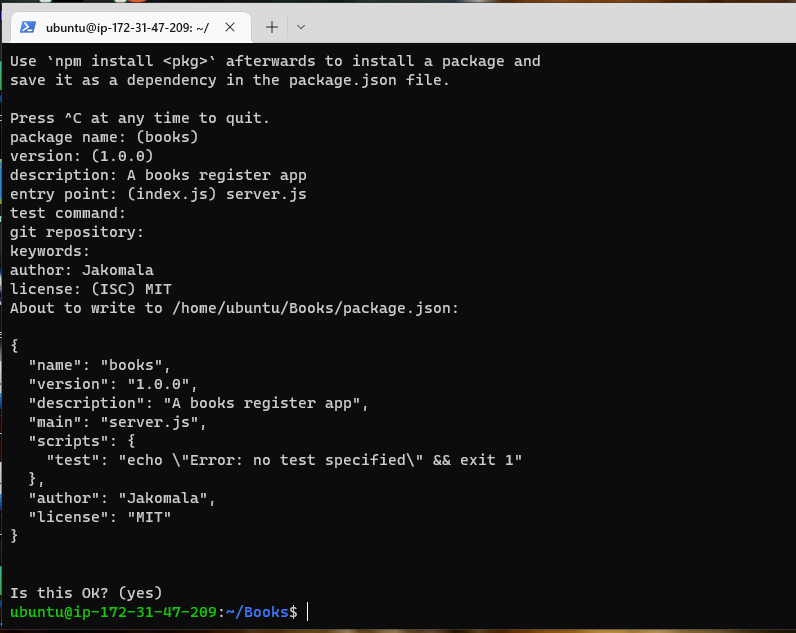 ubuntu@ip-172-31-47-209: ~/
Use `npm install <pkg>` afterwards to install a package and
save it as a dependency in the package.json file.
Press ^C at any time to quit.
package name: (books)
version: (1.0.0)
description: A books register app
entry point: (index.js) server.js
test command:
git repository:
keywords:
author: Jakomala
license: (ISC) MIT
About to write to /home/ubuntu/Books/package.json:
{
  "name": "books",
  "version": "1.0.0",
  "description": "A books register app",
  "main": "server.js",
  "scripts": {
    "test": "echo \"Error: no test specified\" && exit 1"
  },
  "author": "Jakomala",
  "license": "MIT"
}
Is this OK? (yes)
ubuntu@ip-172-31-47-209:~/Books$